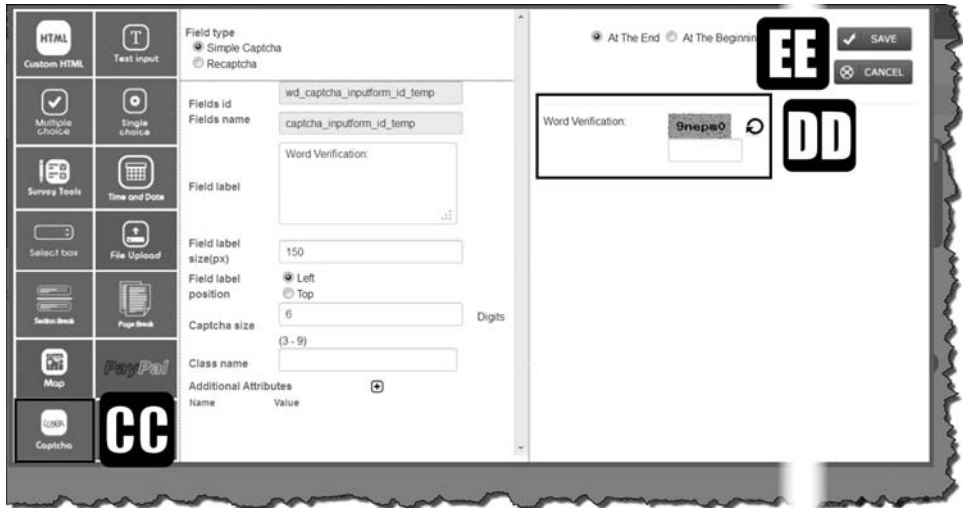 HTML
Custom HTML
T
Text input
Multiple
choice
Single
choice
Survey Tools
Time and Date
Select box
File Upload
Section Break
Page Break
Map
PayPal
Captcha
CC
Field type
Simple Captcha
Recaptcha
Fields id
wd_captcha_inputform_id_temp
Fields name
captcha_inputform_id_temp
Field label
Word Verification:
Field label
size(px)
150
Field label
position
Left
Top
Captcha size
6
Digits
(3 - 9)
Class name
Additional Attributes
Name Value
At The End At The Beginnin
EE
SAVE
CANCEL
Word Verification:
9nepm0
DD